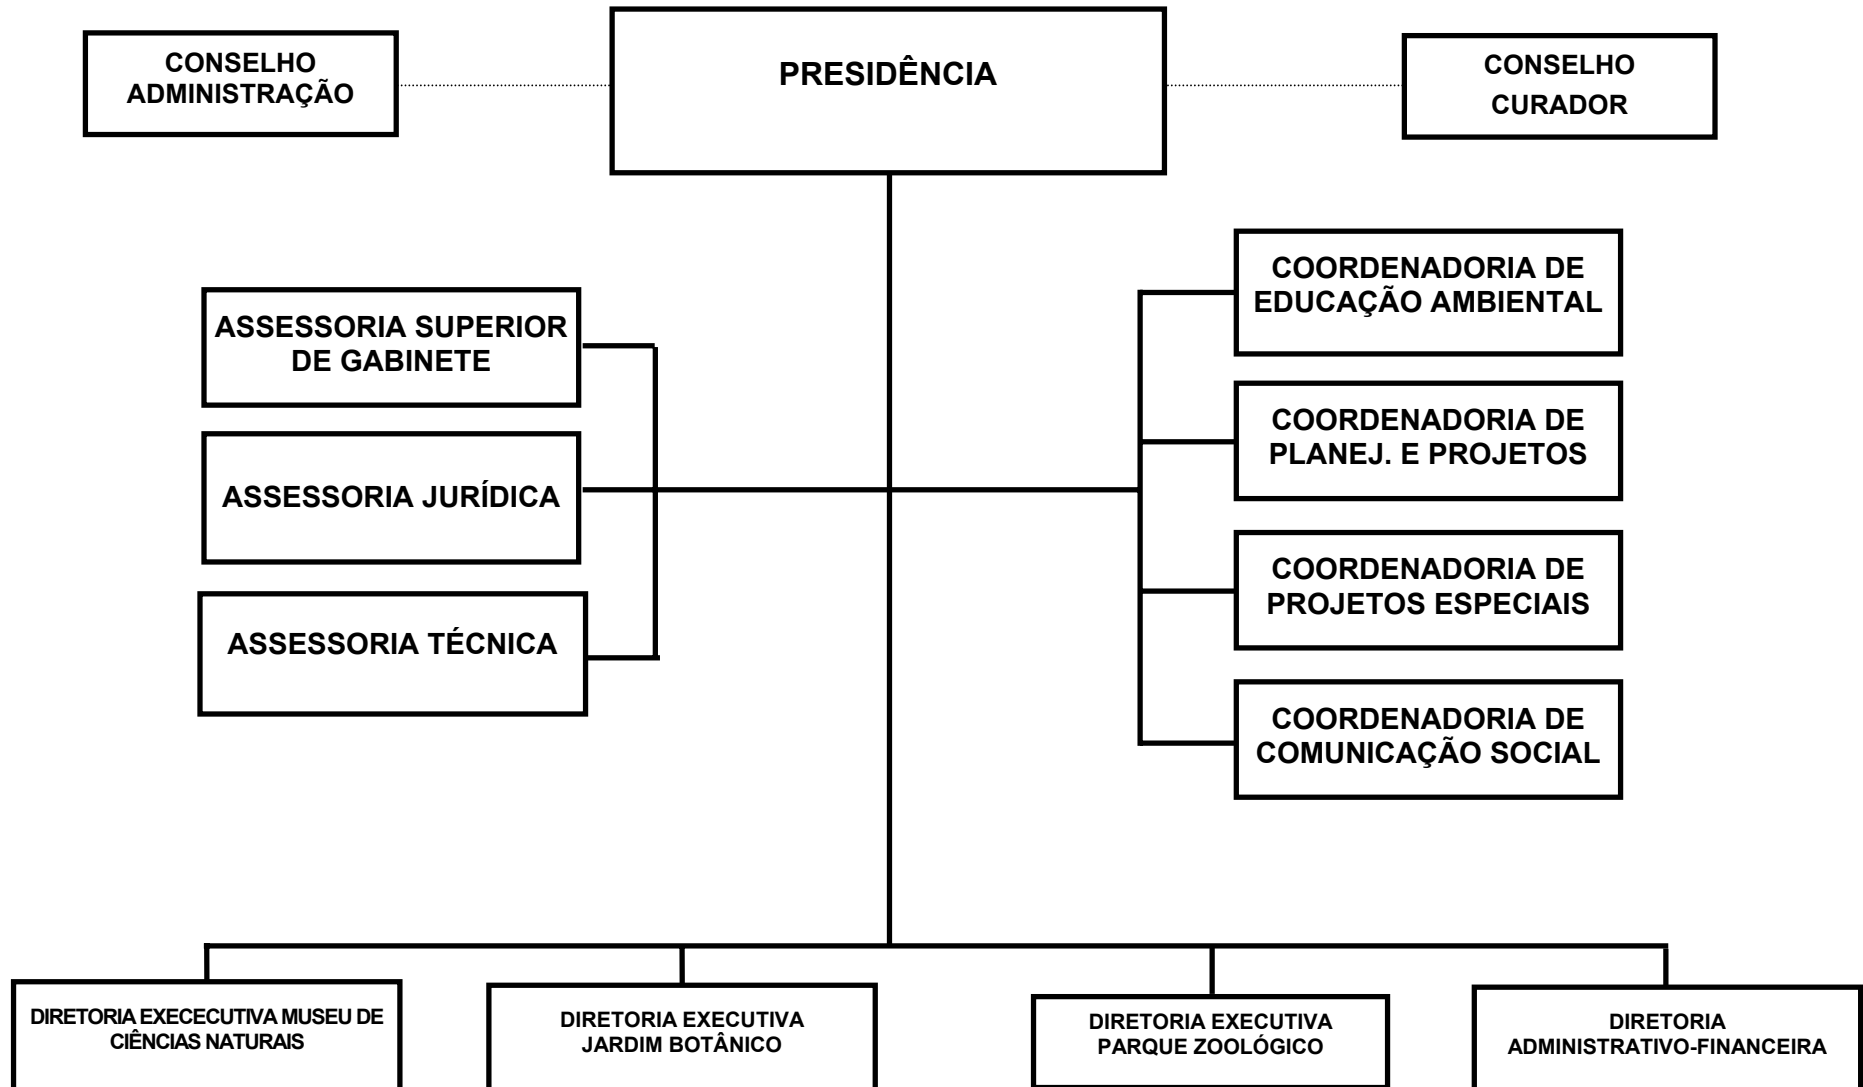 CONSELHO
ADMINISTRAÇÃO
PRESIDÊNCIA
CONSELHO
CURADOR
ASSESSORIA SUPERIOR
DE GABINETE
ASSESSORIA JURÍDICA
ASSESSORIA TÉCNICA
COORDENADORIA DE
EDUCAÇÃO AMBIENTAL
COORDENADORIA DE
PLANEJ. E PROJETOS
COORDENADORIA DE
PROJETOS ESPECIAIS
COORDENADORIA DE
COMUNICAÇÃO SOCIAL
DIRETORIA EXECECUTIVA MUSEU DE
CIÊNCIAS NATURAIS
DIRETORIA EXECUTIVA
JARDIM BOTÂNICO
DIRETORIA EXECUTIVA
PARQUE ZOOLÓGICO
DIRETORIA
ADMINISTRATIVO-FINANCEIRA